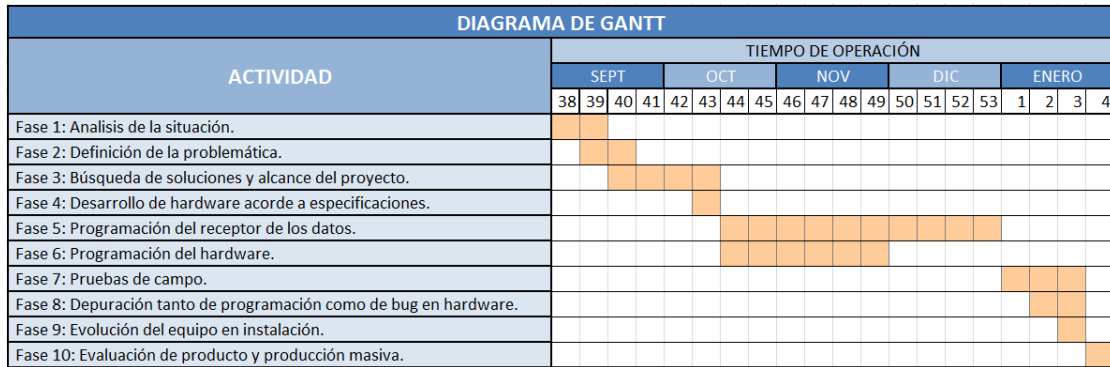 DIAGRAMA DE GANTT
ACTIVIDAD
TIEMPO DE OPERACIÓN
SEPT OCT NOV DIC ENERO
38 39 40 41 42 43 44 45 46 47 48 49 50 51 52 53 1 2 3 4
Fase 1: Analisis de la situación.
Fase 2: Definición de la problemática.
Fase 3: Búsqueda de soluciones y alcance del proyecto.
Fase 4: Desarrollo de hardware acorde a especificaciones.
Fase 5: Programación del receptor de los datos.
Fase 6: Programación del hardware.
Fase 7: Pruebas de campo.
Fase 8: Depuración tanto de programación como de bug en hardware.
Fase 9: Evolución del equipo en instalación.
Fase 10: Evaluación de producto y producción masiva.